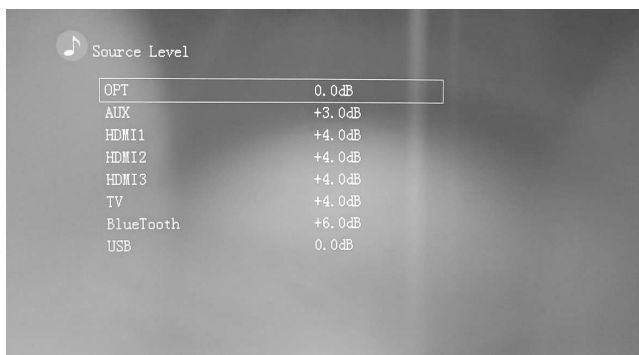 Source Level
OPT 0.0dB
AUX +3.0dB
HDMI1 +4.0dB
HDMI2 +4.0dB
HDMI3 +4.0dB
TV +4.0dB
BlueTooth +6.0dB
USB 0.0dB